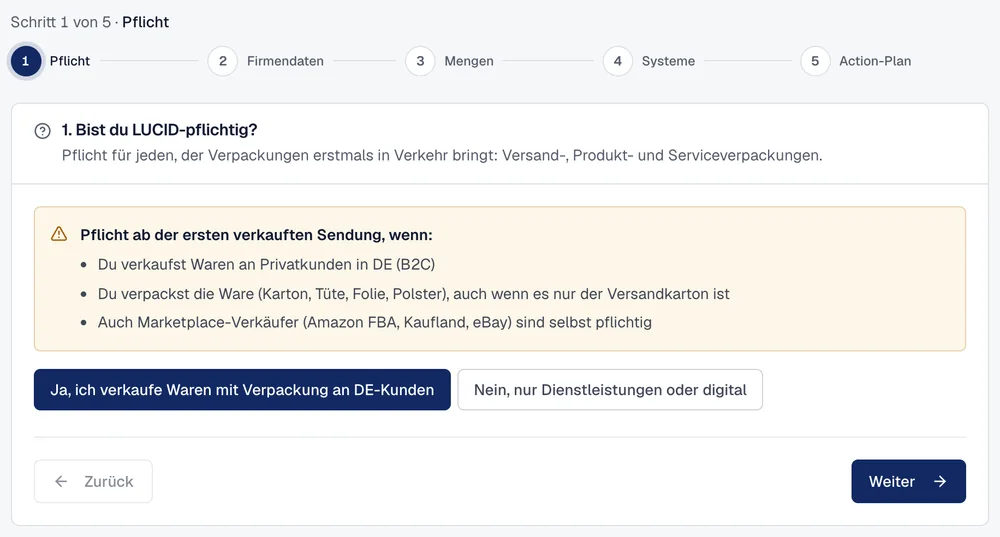 Schritt 1 von 5 · Pflicht
1 Pflicht 2 Firmendaten 3 Mengen 4 Systeme 5 Action-Plan
1. Bist du LUCID-pflichtig?
Pflicht für jeden, der Verpackungen erstmals in Verkehr bringt: Versand-, Produkt- und Serviceverpackungen.
Pflicht ab der ersten verkauften Sendung, wenn:
• Du verkaufst Waren an Privatkunden in DE (B2C)
• Du verpackst die Ware (Karton, Tüte, Folie, Polster), auch wenn es nur der Versandkarton ist
• Auch Marketplace-Verkäufer (Amazon FBA, Kaufland, eBay) sind selbst pflichtig
Ja, ich verkaufe Waren mit Verpackung an DE-Kunden Nein, nur Dienstleistungen oder digital
← Zurück Weiter →